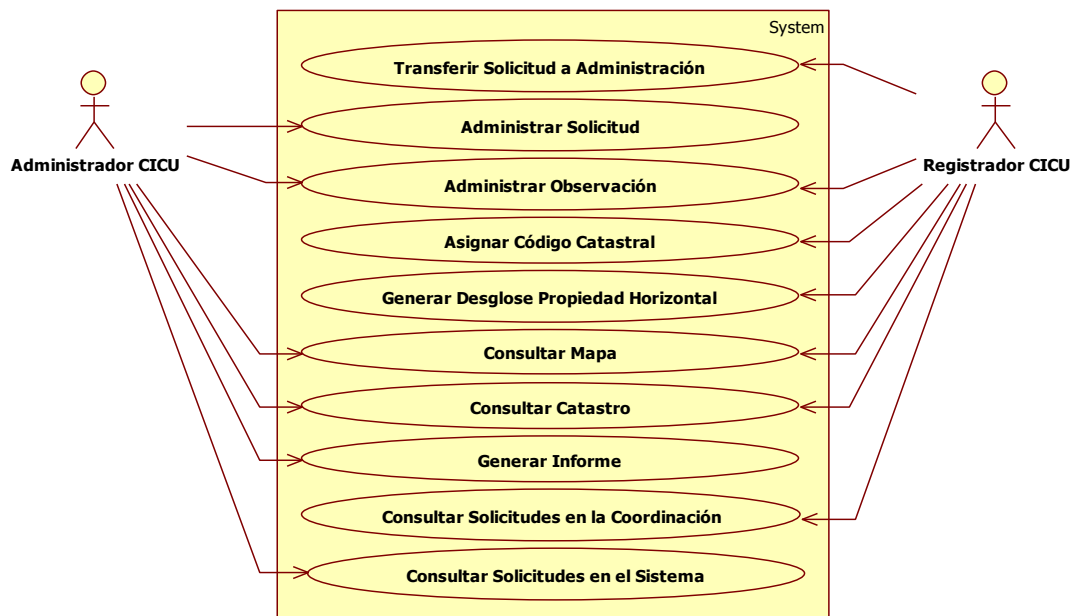 System
Transferir Solicitud a Administración
Administrar Solicitud
Administrador CICU
Registrador CICU
Administrar Observación
Asignar Código Catastral
Generar Desglose Propiedad Horizontal
Consultar Mapa
Consultar Catastro
Generar Informe
Consultar Solicitudes en la Coordinación
Consultar Solicitudes en el Sistema